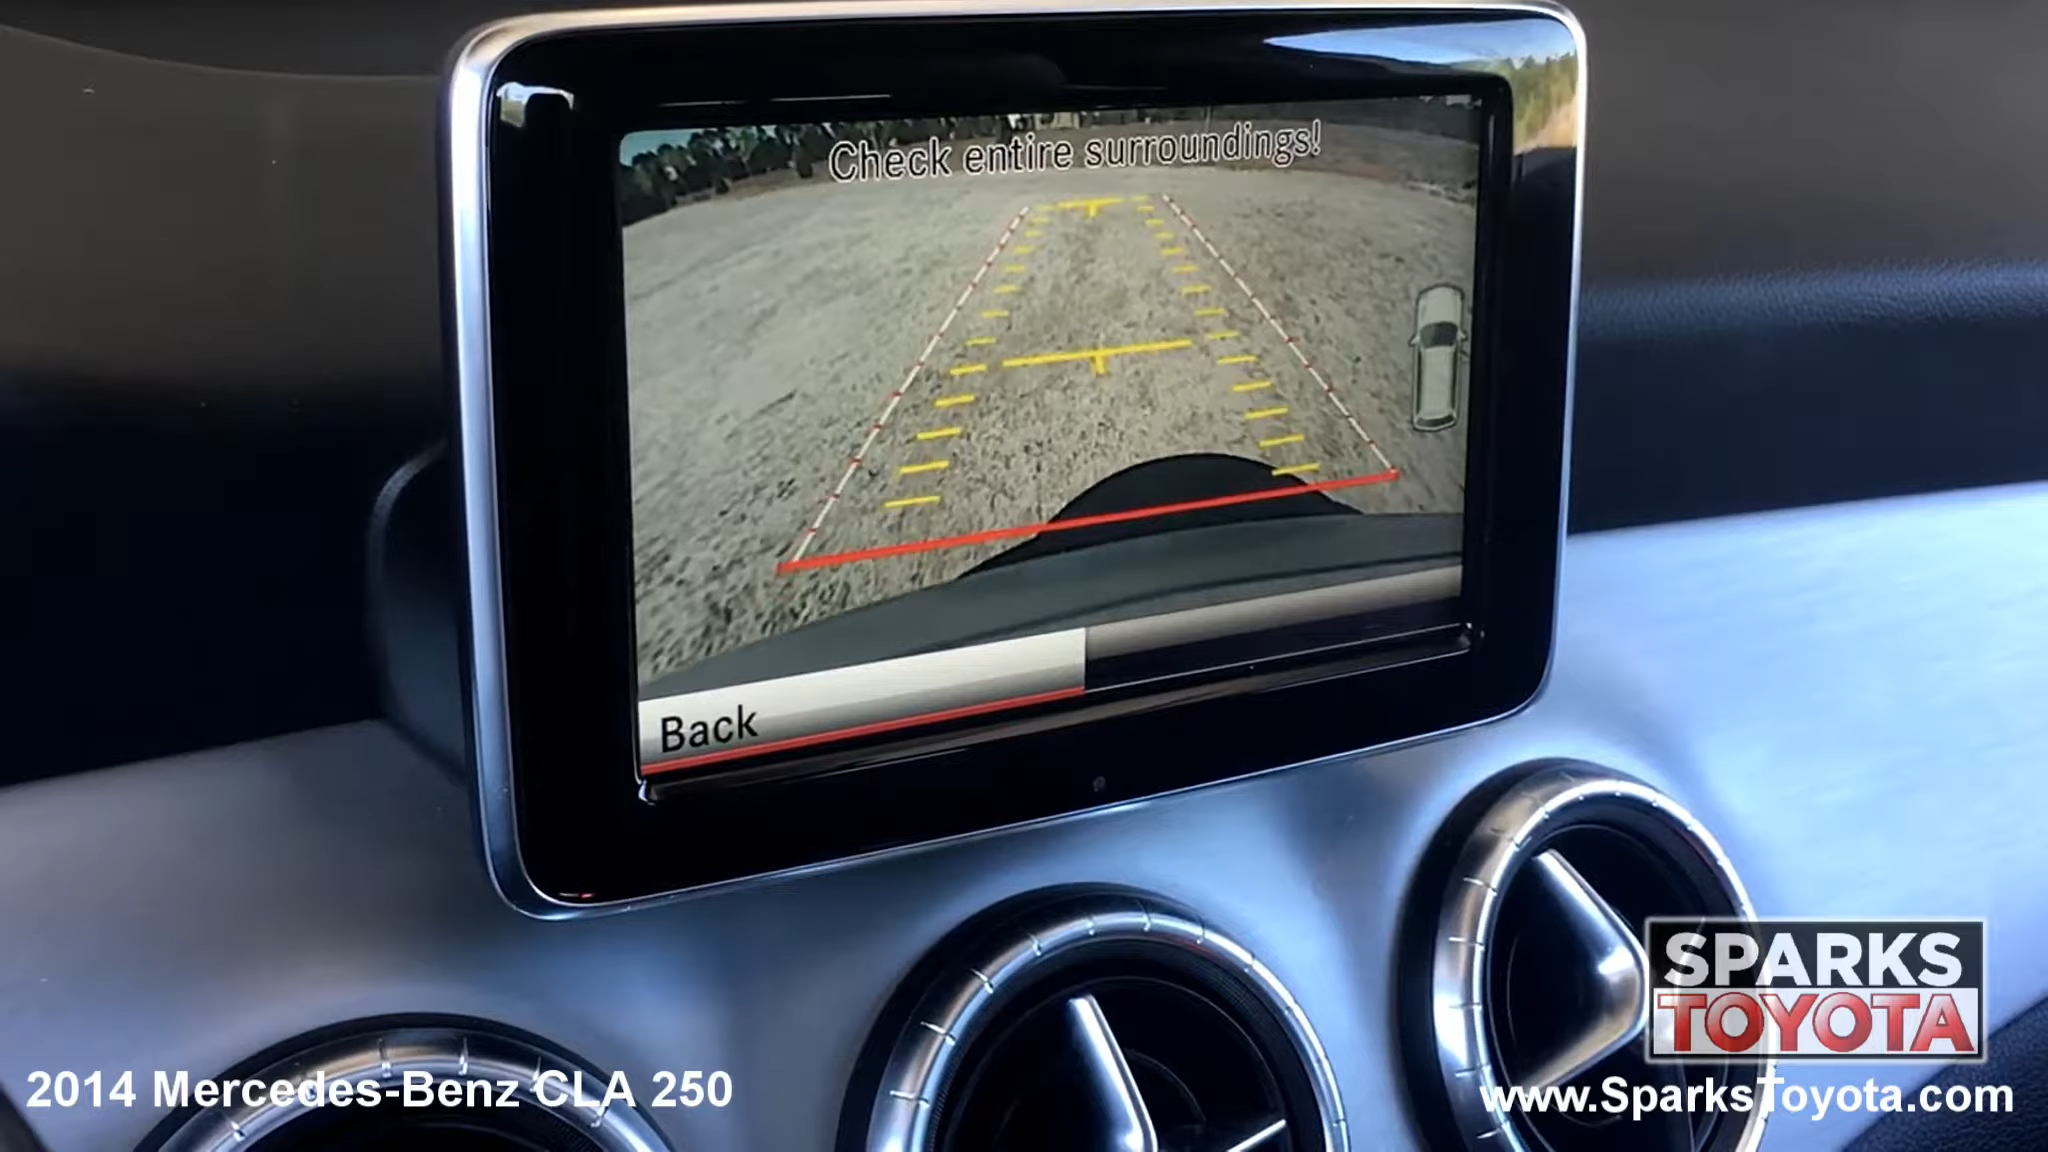 Check entire surroundings!
Back
SPARKS
TOYOTA
2014 Mercedes-Benz CLA 250
www.SparksToyota.com